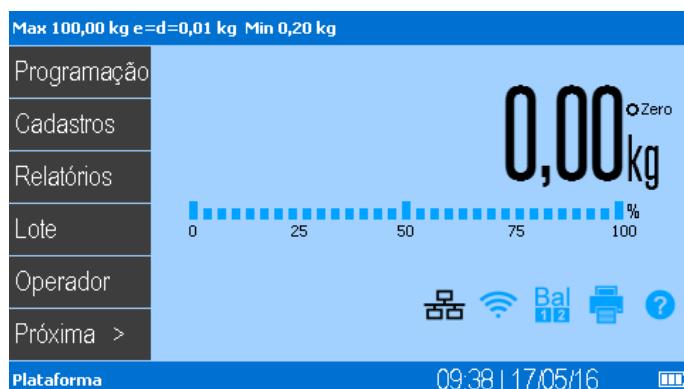 Max 100,00 kg e=d=0,01 kg Min 0,20 kg
Programação
Cadastros
Relatórios
Lote
Operador
Próxima >
0,00 kg
Zero
%
0 25 50 75 100
Bal
1 2
?
Plataforma
09:38 | 17/05/16